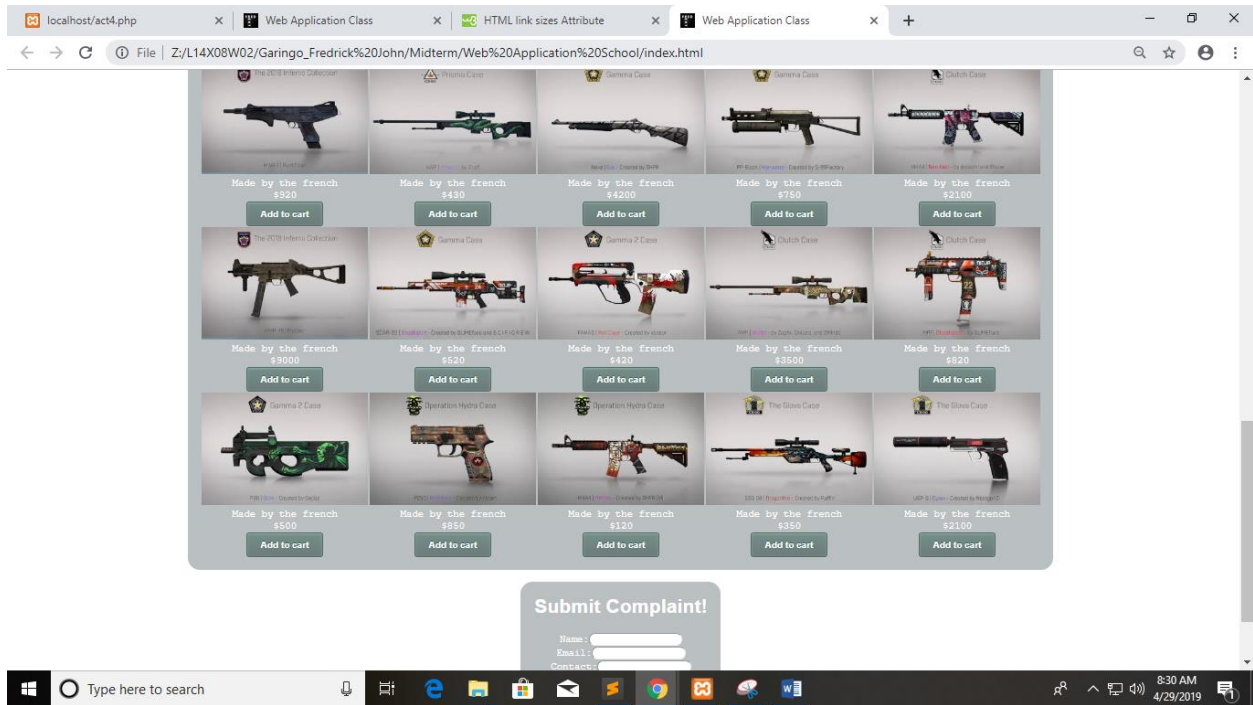 localhost/act4.php
Web Application Class
HTML link sizes Attribute
Web Application Class
File | Z:/L14X08W02/Garingo_Fredrick%20John/Midterm/Web%20Application%20School/index.html
The 2018 Inferno Collection
Prisma Case
Gamma Case
Gamma Case
Clutch Case
Made by the french
Made by the french
Made by the french
Made by the french
Made by the french
$920
$430
$4200
$750
$2100
Add to cart
Add to cart
Add to cart
Add to cart
Add to cart
The 2018 Inferno Collection
Gamma Case
Gamma 2 Case
Clutch Case
Clutch Case
Made by the french
Made by the french
Made by the french
Made by the french
Made by the french
$9000
$520
$420
$3500
$820
Add to cart
Add to cart
Add to cart
Add to cart
Add to cart
Gamma 2 Case
Operation Hydra Case
Operation Hydra Case
The Glove Case
The Glove Case
Made by the french
Made by the french
Made by the french
Made by the french
Made by the french
$500
$850
$120
$350
$2100
Add to cart
Add to cart
Add to cart
Add to cart
Add to cart
Submit Complaint!
Name:
Email:
Contact:
Type here to search
8:30 AM
4/29/2019